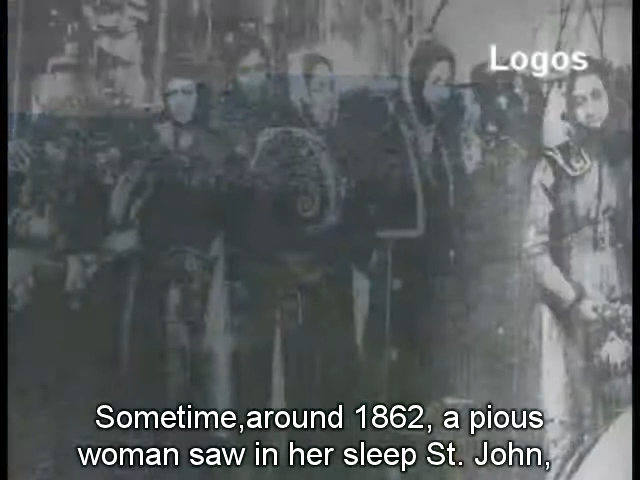 Logos
Sometime,around 1862, a pious
woman saw in her sleep St. John,